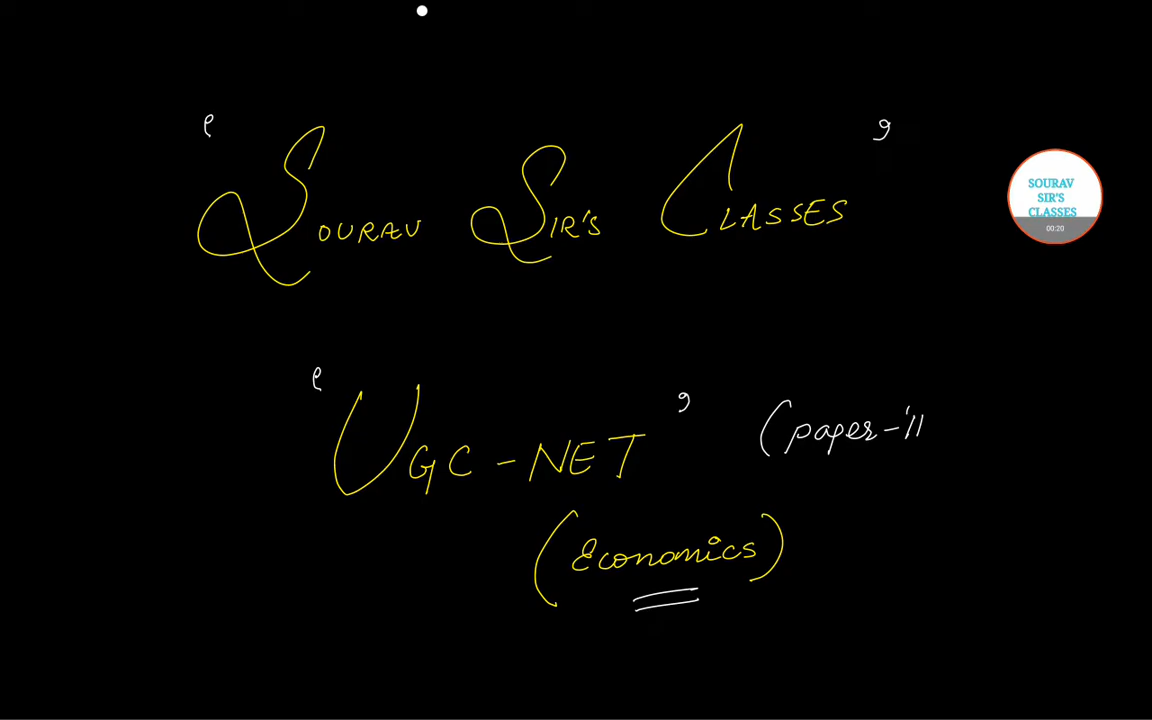 ‘ SOURAV SIR'S CLASSES ’
SOURAV
SIR'S
CLASSES
00:20
‘ UGC-NET ’ (paper-'II
(Economics)